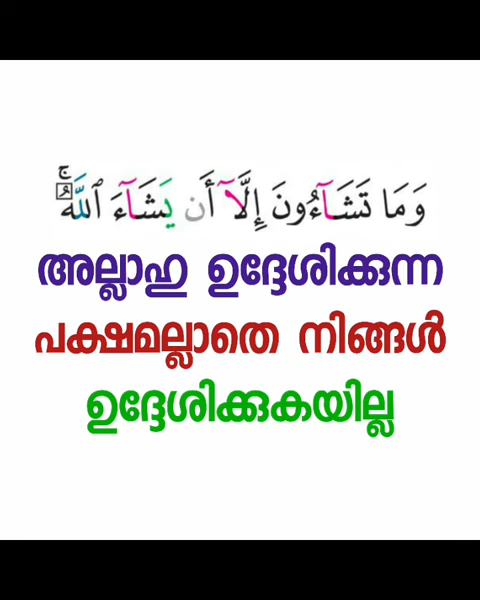 وَمَا تَشَآءُونَ إِلَّآ أَن يَشَآءَ ٱللَّهُۚ
അല്ലാഹു ഉദ്ദേശിക്കുന്ന
പക്ഷമല്ലാതെ നിങ്ങൾ
ഉദ്ദേശിക്കുകയില്ല